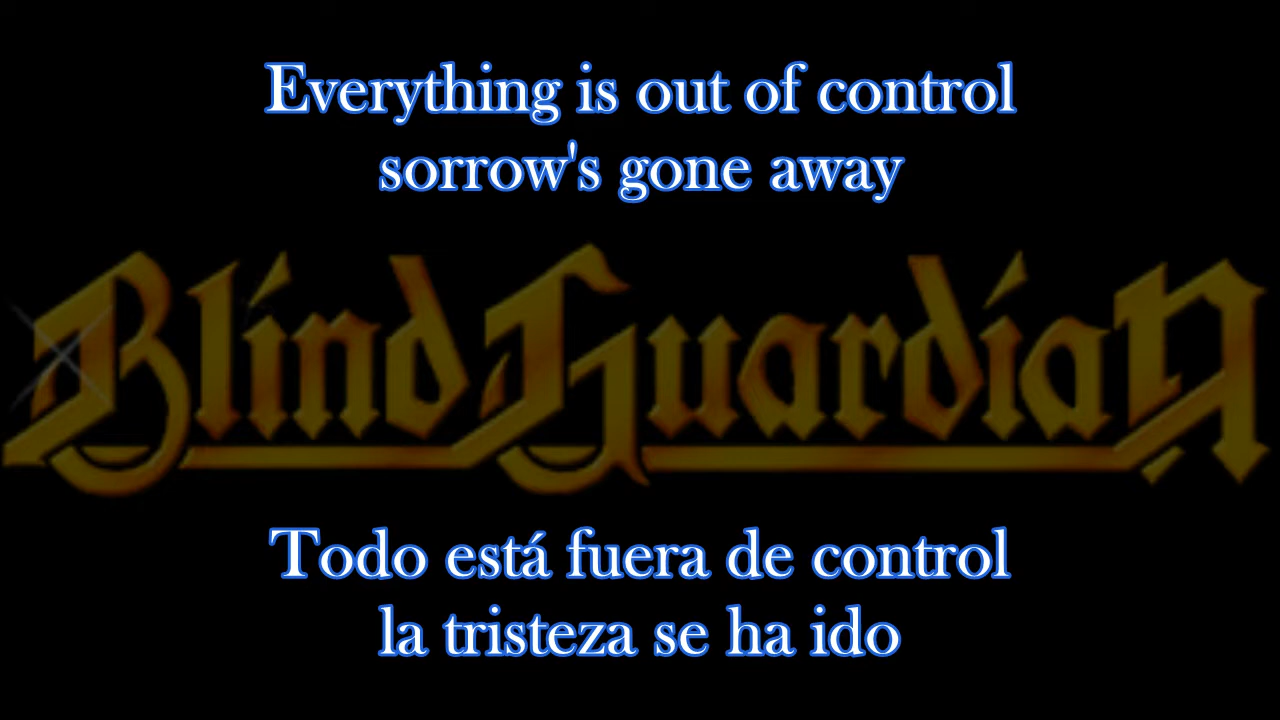 Everything is out of control
sorrow's gone away
Blind Guardian
Todo está fuera de control
la tristeza se ha ido